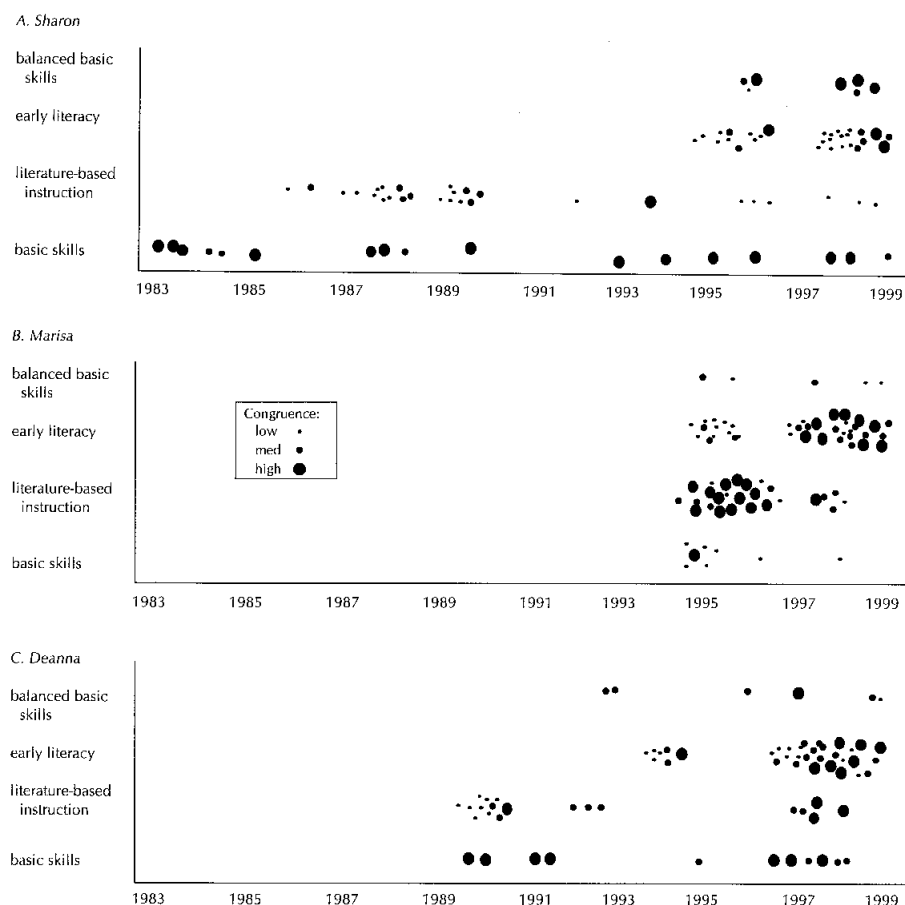 A. Sharon
balanced basic
skills
early literacy
literature-based
instruction
basic skills
1983 1985 1987 1989 1991 1993 1995 1997 1999
B. Marisa
balanced basic
skills
Congruence:
early literacy
low
med
high
literature-based
instruction
basic skills
1983 1985 1987 1989 1991 1993 1995 1997 1999
C. Deanna
balanced basic
skills
early literacy
literature-based
instruction
basic skills
1983 1985 1987 1989 1991 1993 1995 1997 1999